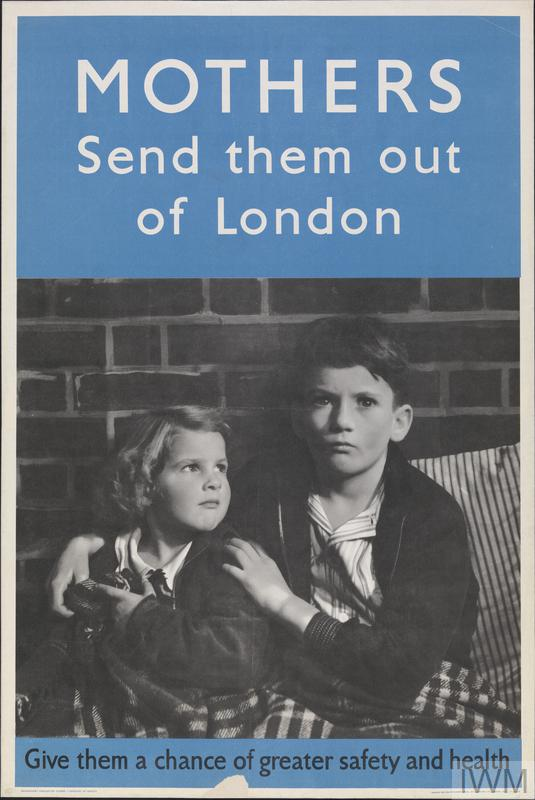 MOTHERS
Send them out
of London
Give them a chance of greater safety and health
IWM